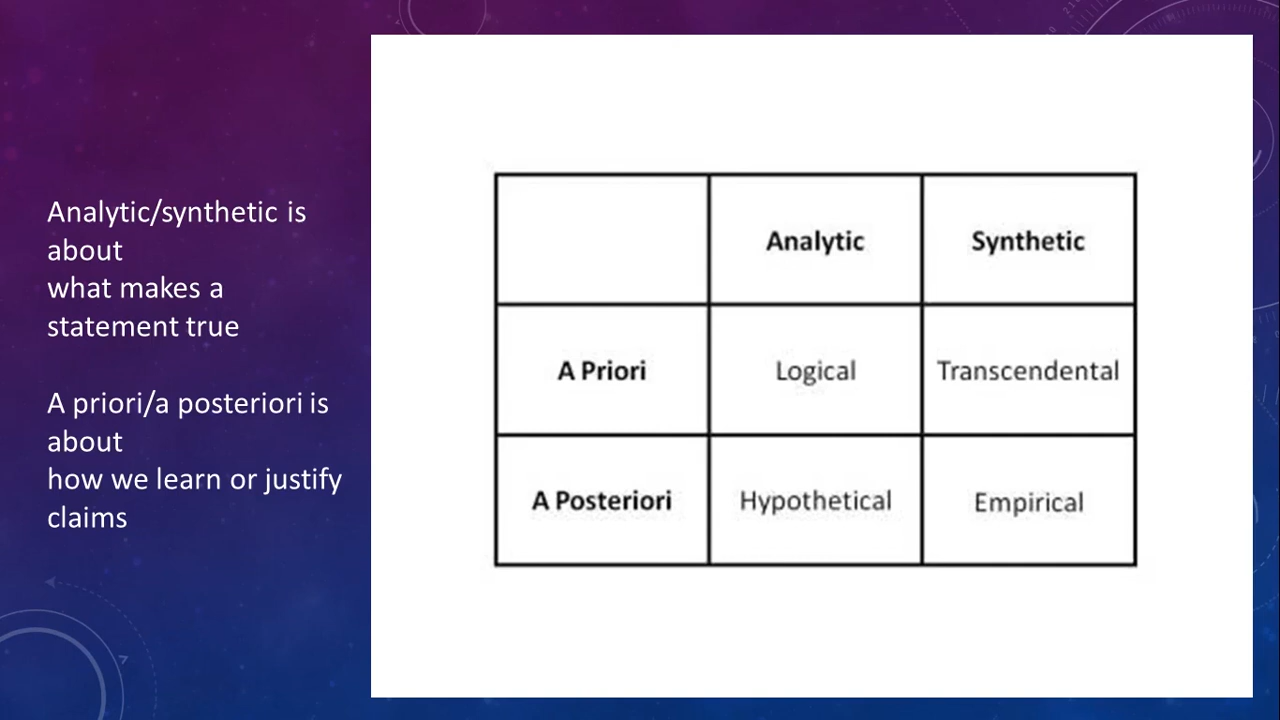 Analytic/synthetic is
about
what makes a
statement true
A priori/a posteriori is
about
how we learn or justify
claims
Analytic Synthetic
A Priori Logical Transcendental
A Posteriori Hypothetical Empirical